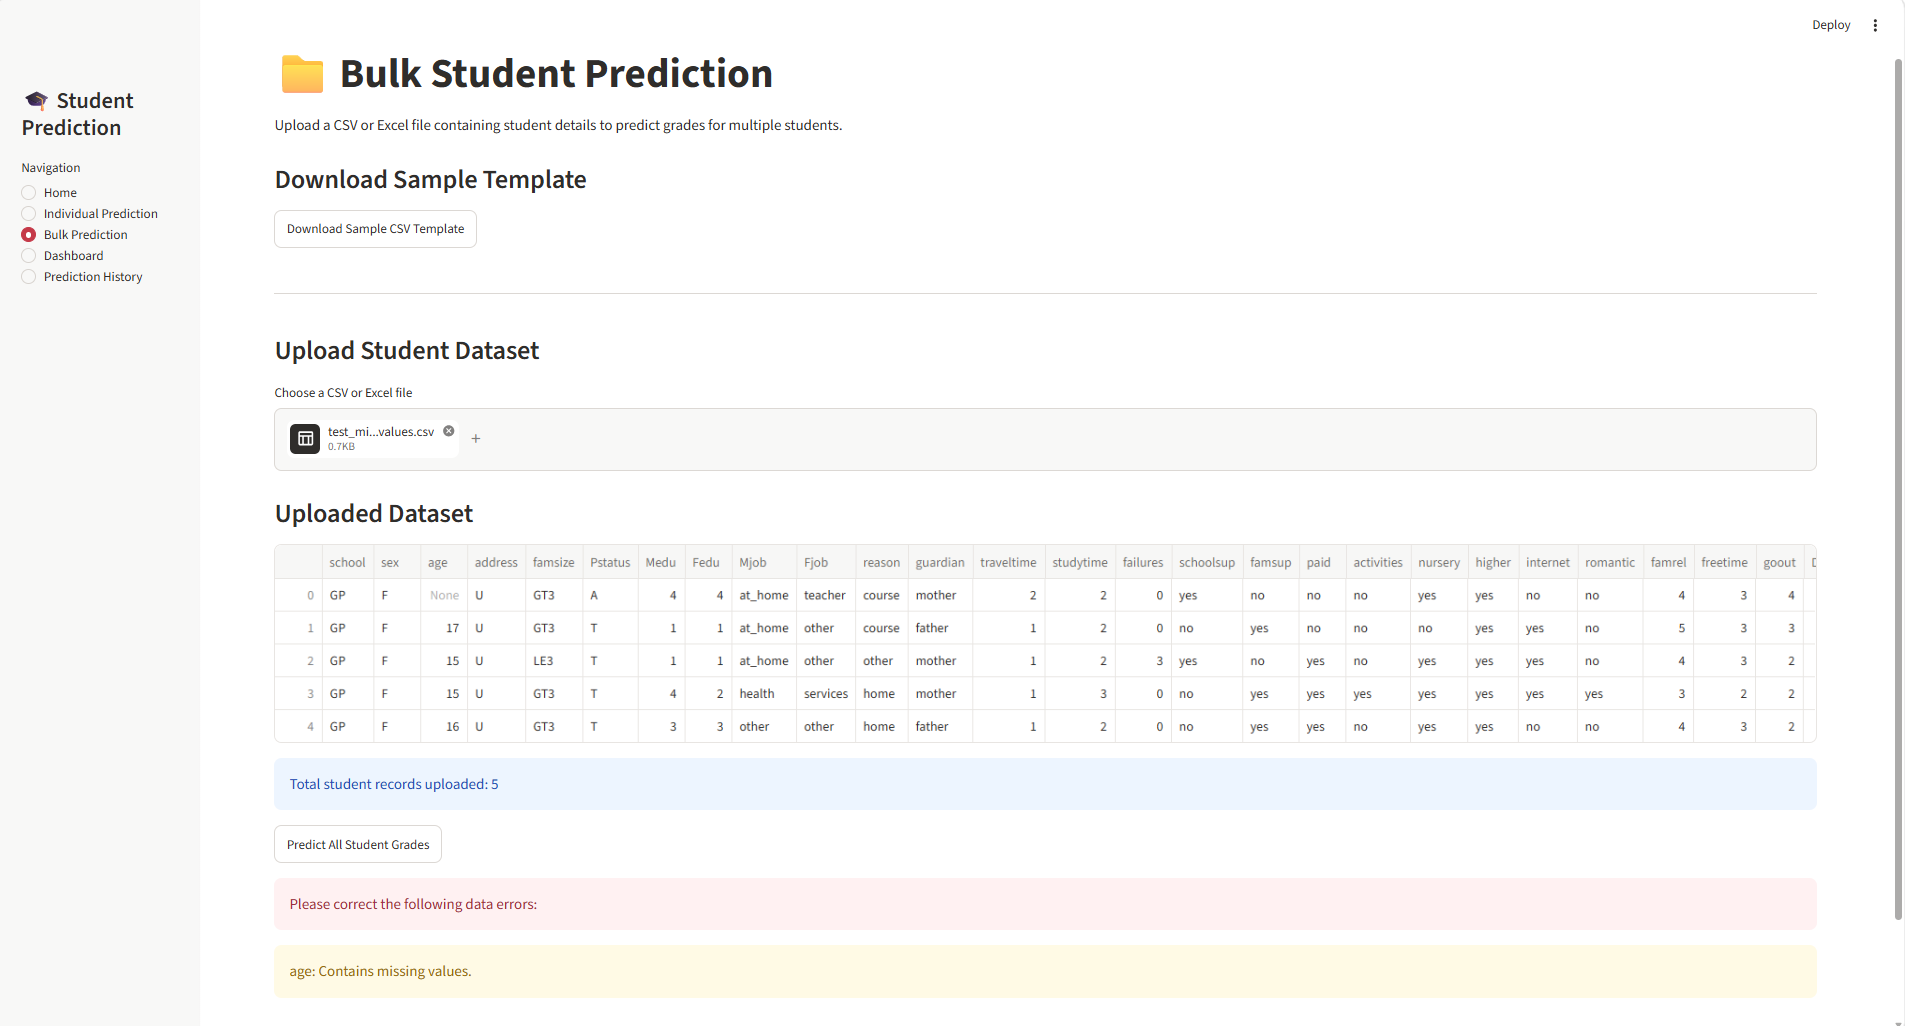 Deploy
Student
Prediction
Navigation
Home
Individual Prediction
Bulk Prediction
Dashboard
Prediction History
Bulk Student Prediction
Upload a CSV or Excel file containing student details to predict grades for multiple students.
Download Sample Template
Download Sample CSV Template
Upload Student Dataset
Choose a CSV or Excel file
test_mi...values.csv
0.7KB
Uploaded Dataset
school sex age address famsize Pstatus Medu Fedu Mjob Fjob reason guardian traveltime studytime failures schoolsup famsup paid activities nursery higher internet romantic famrel freetime goout
0 GP F None U GT3 A 4 4 at_home teacher course mother 2 2 0 yes no no no yes yes no no 4 3 4
1 GP F 17 U GT3 T 1 1 at_home other course father 1 2 0 no yes no no no yes yes no 5 3 3
2 GP F 15 U LE3 T 1 1 at_home other other mother 1 2 3 yes no yes no yes yes yes no 4 3 2
3 GP F 15 U GT3 T 4 2 health services home mother 1 3 0 no yes yes yes yes yes yes yes 3 2 2
4 GP F 16 U GT3 T 3 3 other other home father 1 2 0 no yes yes no yes yes no no 4 3 2
Total student records uploaded: 5
Predict All Student Grades
Please correct the following data errors:
age: Contains missing values.